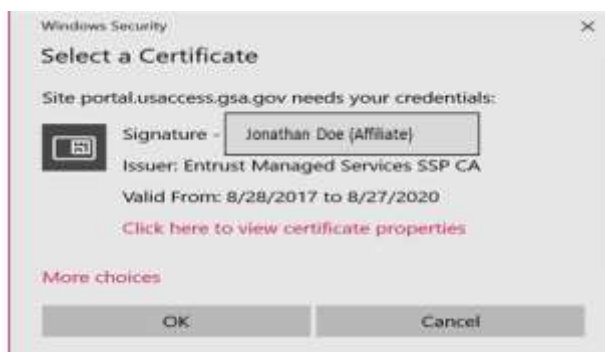 Windows Security
Select a Certificate
Site portal.usaccess.gsa.gov needs your credentials:
Signature - Jonathan Doe (Affiliate)
Issuer: Entrust Managed Services SSP CA
Valid From: 8/28/2017 to 8/27/2020
Click here to view certificate properties
More choices
OK Cancel